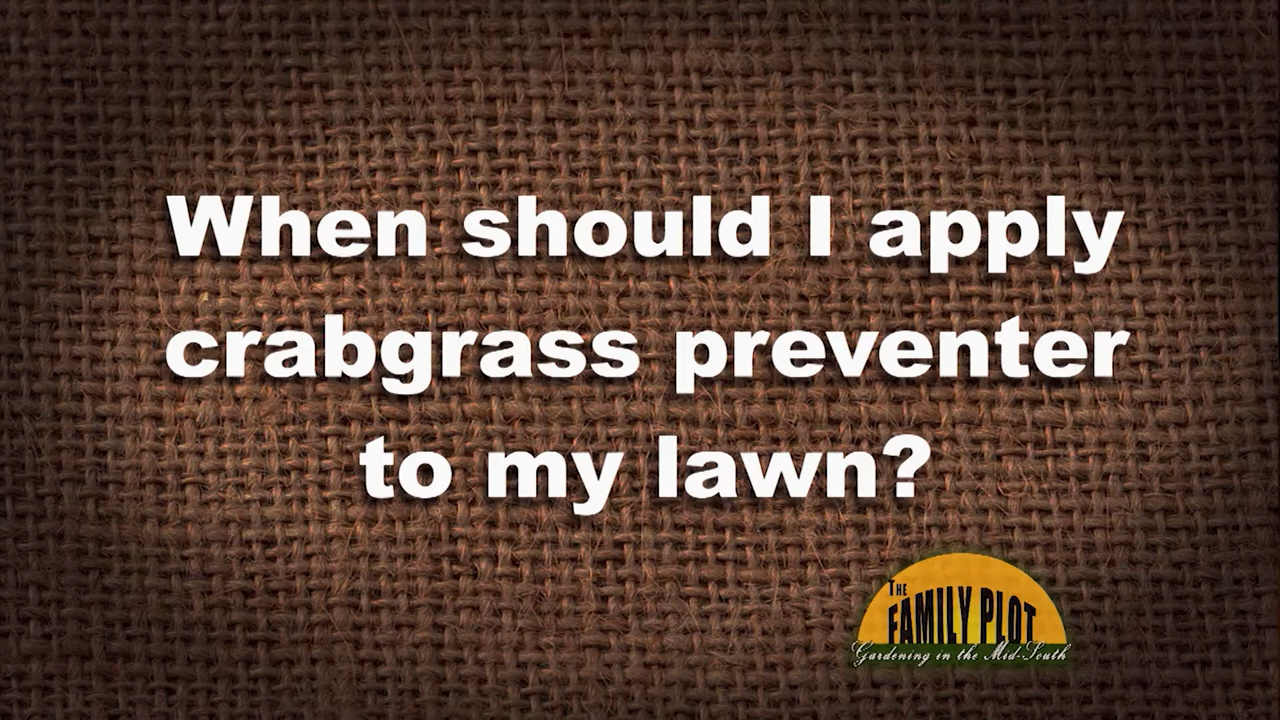 When should I apply
crabgrass preventer
to my lawn?
THE
FAMILY PLOT
Gardening in the Mid-South